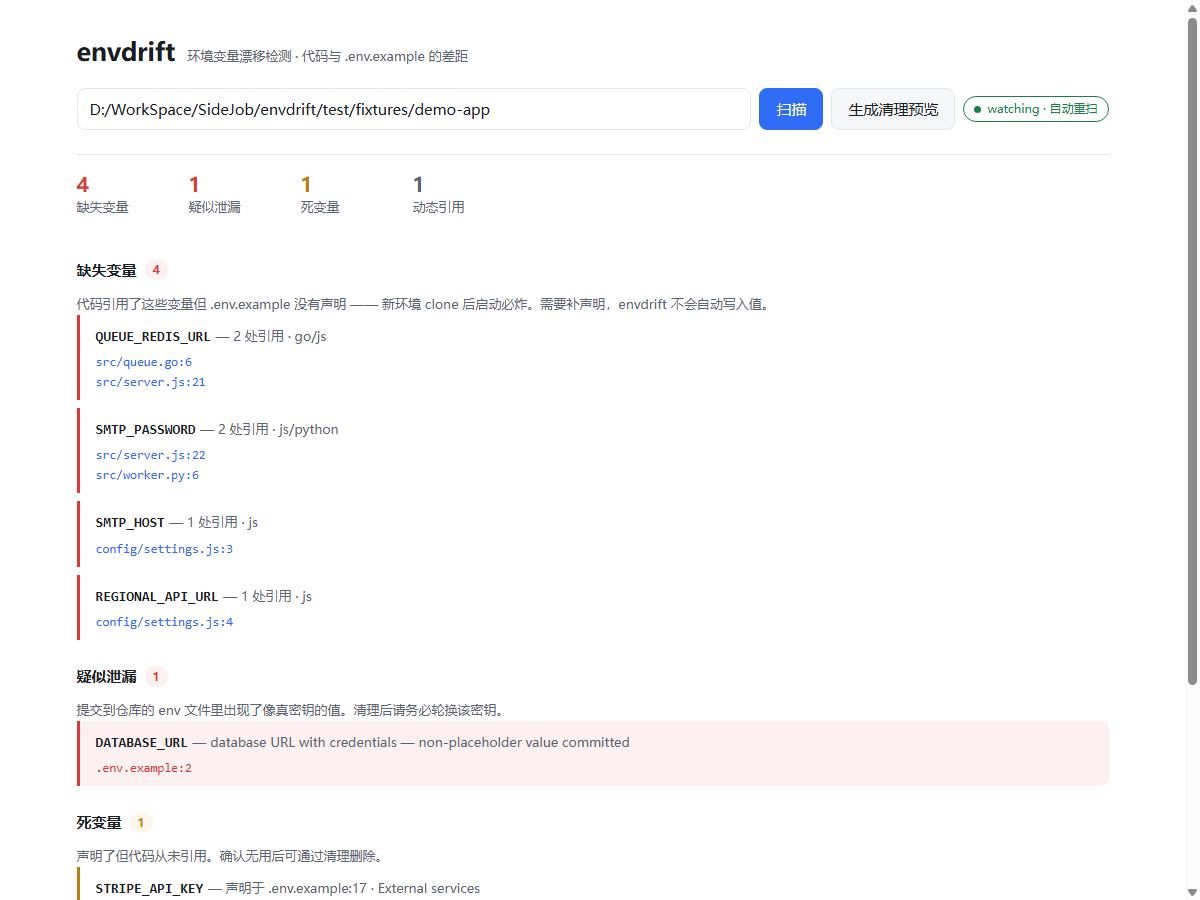 envdrift 环境变量漂移检测 · 代码与 .env.example 的差距
D:/WorkSpace/SideJob/envdrift/test/fixtures/demo-app 扫描 生成清理预览 watching · 自动重扫
4 1 1 1
缺失变量 疑似泄漏 死变量 动态引用
缺失变量 4
代码引用了这些变量但 .env.example 没有声明 —— 新环境 clone 后启动必炸。需要补声明，envdrift 不会自动写入值。
QUEUE_REDIS_URL — 2 处引用 · go/js
src/queue.go:6
src/server.js:21
SMTP_PASSWORD — 2 处引用 · js/python
src/server.js:22
src/worker.py:6
SMTP_HOST — 1 处引用 · js
config/settings.js:3
REGIONAL_API_URL — 1 处引用 · js
config/settings.js:4
疑似泄漏 1
提交到仓库的 env 文件里出现了像真密钥的值。清理后请务必轮换该密钥。
DATABASE_URL — database URL with credentials — non-placeholder value committed
.env.example:2
死变量 1
声明了但代码从未引用。确认无用后可通过清理删除。
STRIPE_API_KEY — 声明于 .env.example:17 · External services